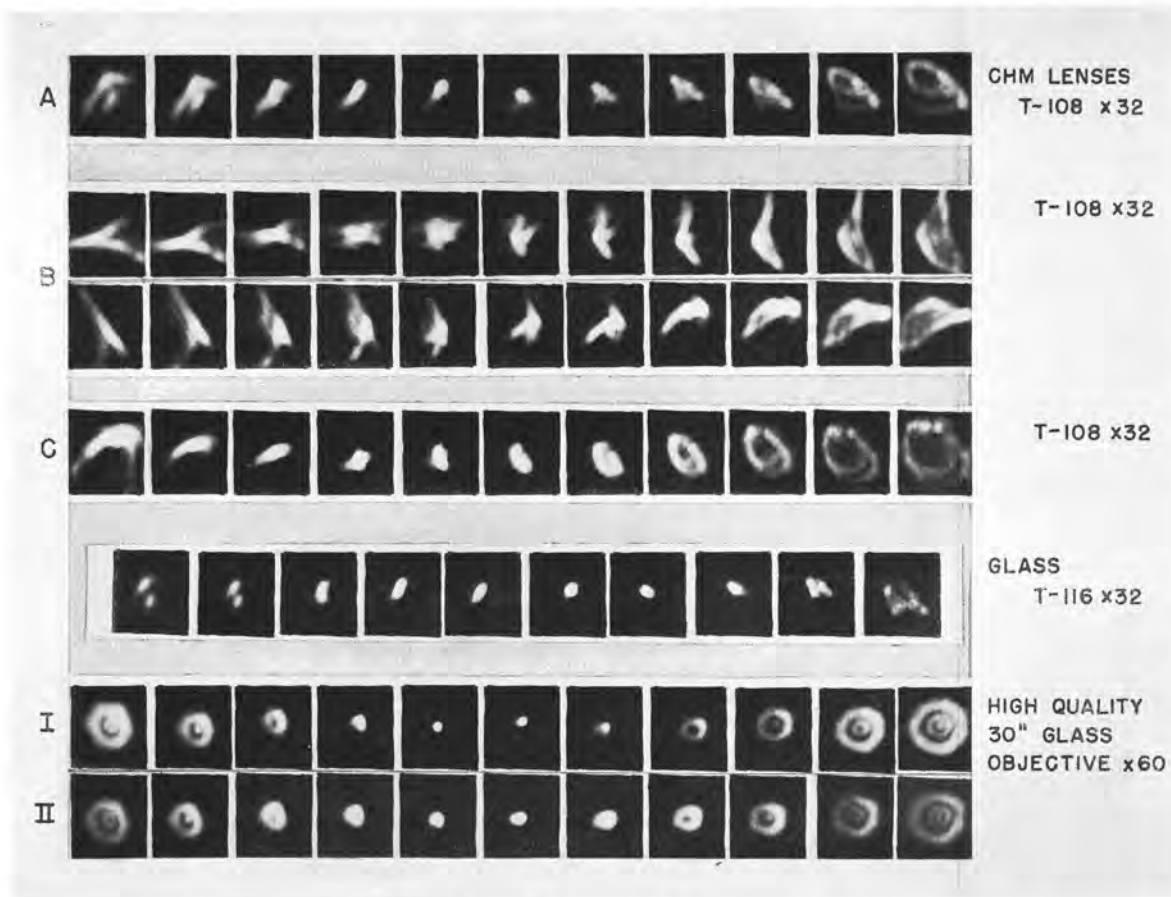 A
CHM LENSES
T-108 x32
B
T-108 x32
C
T-108 x32
GLASS
T-116 x32
I
HIGH QUALITY
30" GLASS
OBJECTIVE x60
II